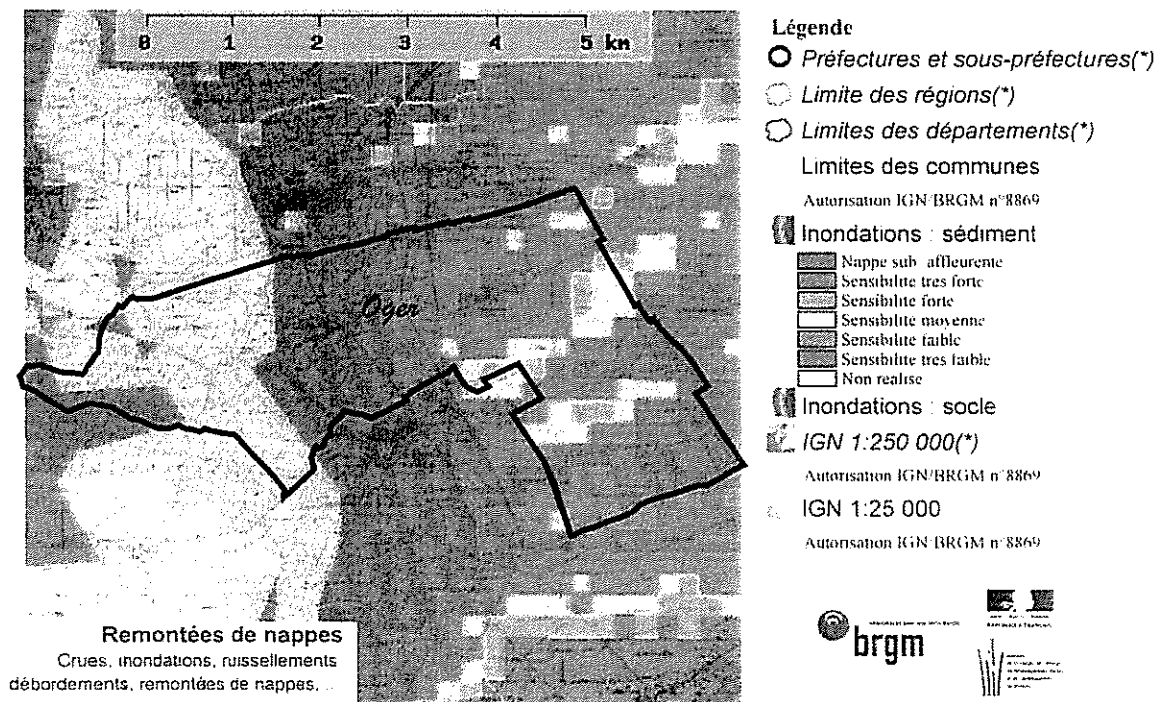 0 1 2 3 4 5 kn
Oger
Remontées de nappes
Crues, inondations, ruissellements
débordements, remontées de nappes, ..
Légende
Préfectures et sous-préfectures(*)
Limite des régions(*)
Limites des départements(*)
Limites des communes
Autorisation IGN/BRGM n°8869
Inondations : sédiment
Nappe sub-affleurente
Sensibilité tres forte
Sensibilite forte
Sensibilite moyenne
Sensibilite faible
Sensibilite tres faible
Non realise
Inondations : socle
IGN 1:250 000(*)
Autorisation IGN/BRGM n°8869
IGN 1:25 000
Autorisation IGN/BRGM n°8869
brgm